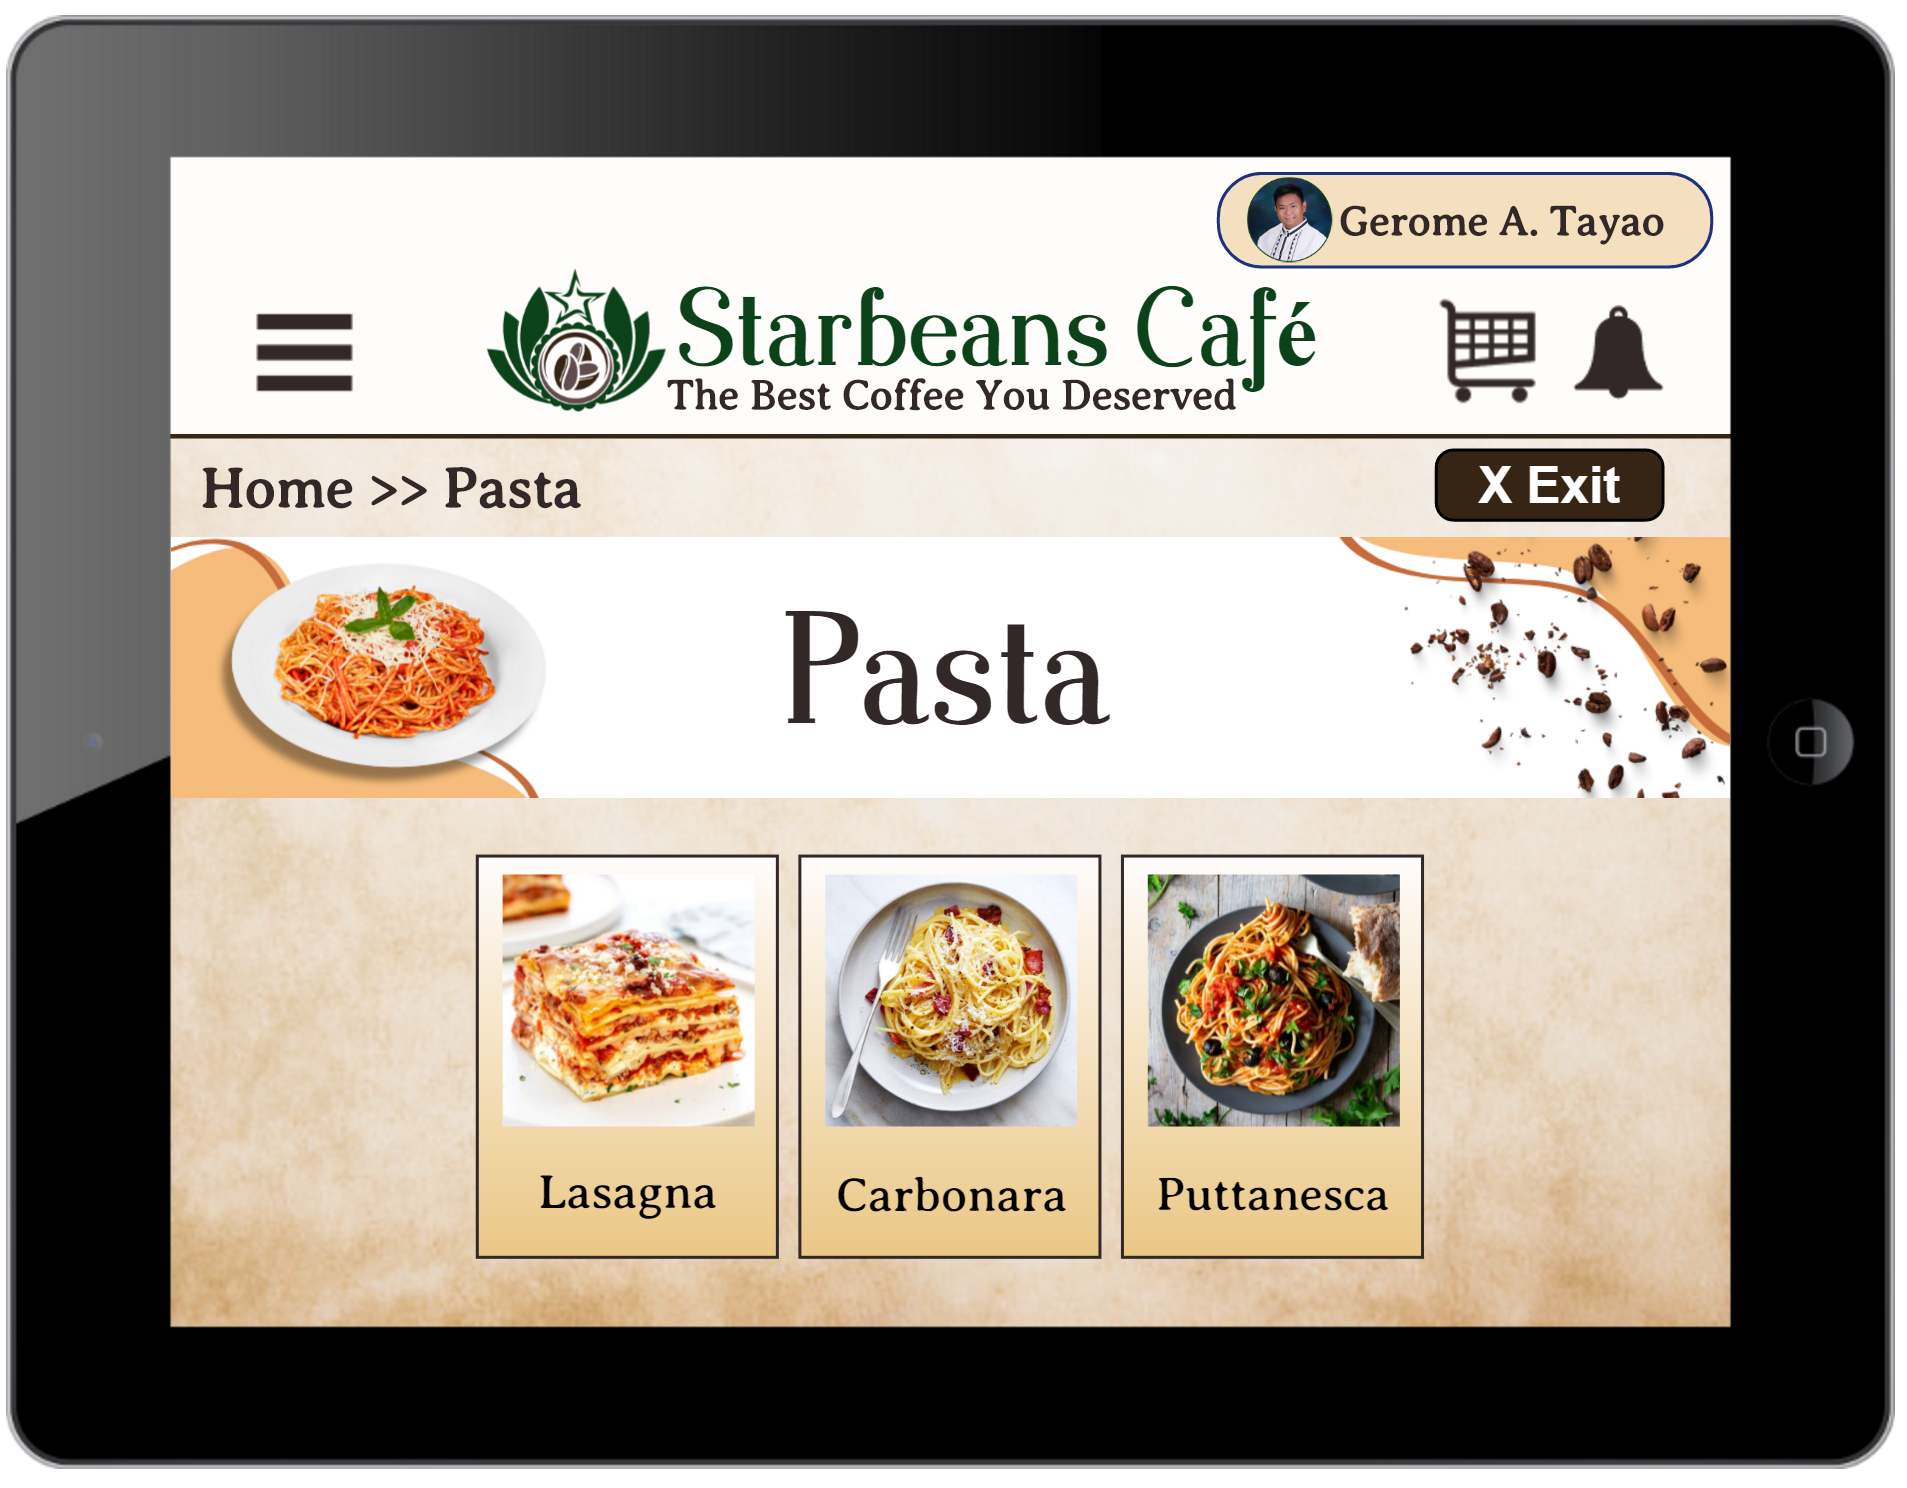 Gerome A. Tayao
Starbeans Café
The Best Coffee You Deserved
Home >> Pasta
X Exit
Pasta
Lasagna
Carbonara
Puttanesca